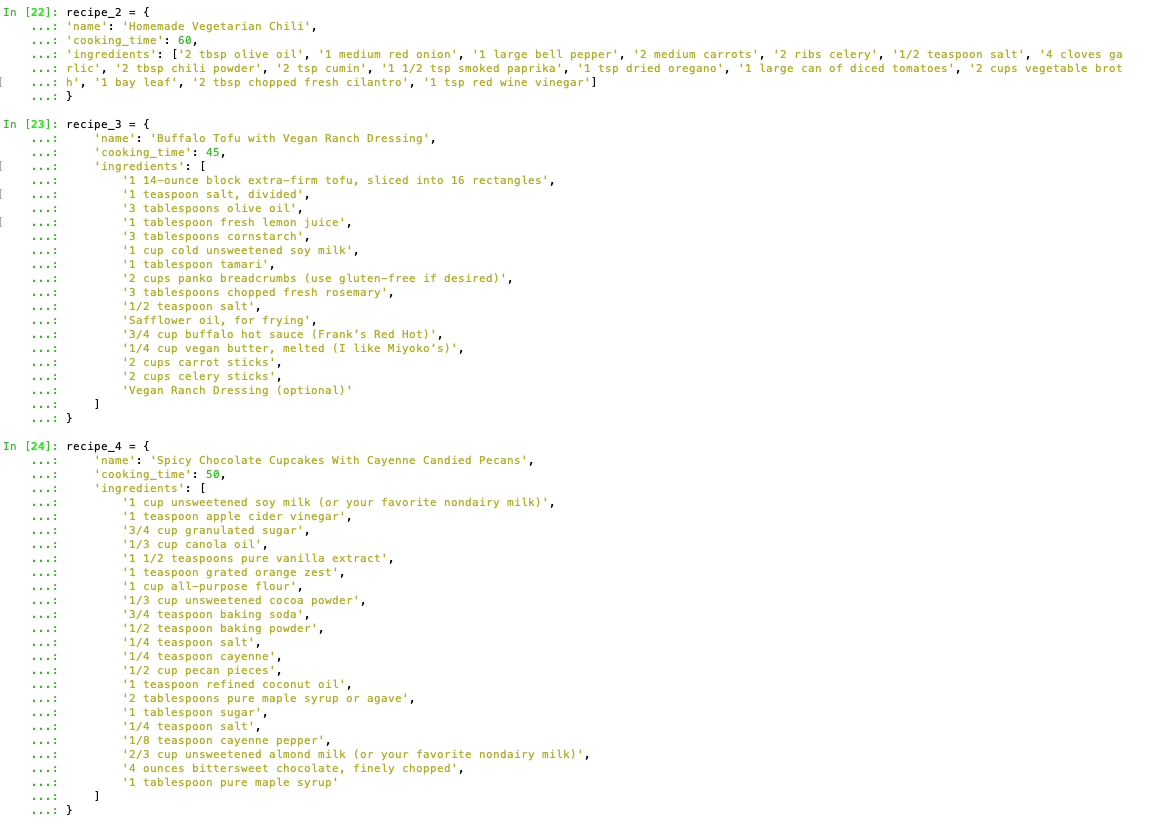 In [22]: recipe_2 = {
...: 'name': 'Homemade Vegetarian Chili',
...: 'cooking_time': 60,
...: 'ingredients': ['2 tbsp olive oil', '1 medium red onion', '1 large bell pepper', '2 medium carrots', '2 ribs celery', '1/2 teaspoon salt', '4 cloves ga
...: rlic', '2 tbsp chili powder', '2 tsp cumin', '1 1/2 tsp smoked paprika', '1 tsp dried oregano', '1 large can of diced tomatoes', '2 cups vegetable brot
[ ...: h', '1 bay leaf', '2 tbsp chopped fresh cilantro', '1 tsp red wine vinegar']
...: }
In [23]: recipe_3 = {
...:     'name': 'Buffalo Tofu with Vegan Ranch Dressing',
...:     'cooking_time': 45,
[ ...:     'ingredients': [
...:         '1 14–ounce block extra–firm tofu, sliced into 16 rectangles',
[ ...:         '1 teaspoon salt, divided',
...:         '3 tablespoons olive oil',
[ ...:         '1 tablespoon fresh lemon juice',
...:         '3 tablespoons cornstarch',
...:         '1 cup cold unsweetened soy milk',
...:         '1 tablespoon tamari',
...:         '2 cups panko breadcrumbs (use gluten–free if desired)',
...:         '3 tablespoons chopped fresh rosemary',
...:         '1/2 teaspoon salt',
...:         'Safflower oil, for frying',
...:         '3/4 cup buffalo hot sauce (Frank’s Red Hot)',
...:         '1/4 cup vegan butter, melted (I like Miyoko’s)',
...:         '2 cups carrot sticks',
...:         '2 cups celery sticks',
...:         'Vegan Ranch Dressing (optional)'
...:     ]
...: }
In [24]: recipe_4 = {
...:     'name': 'Spicy Chocolate Cupcakes With Cayenne Candied Pecans',
...:     'cooking_time': 50,
...:     'ingredients': [
...:         '1 cup unsweetened soy milk (or your favorite nondairy milk)',
...:         '1 teaspoon apple cider vinegar',
...:         '3/4 cup granulated sugar',
...:         '1/3 cup canola oil',
...:         '1 1/2 teaspoons pure vanilla extract',
...:         '1 teaspoon grated orange zest',
...:         '1 cup all–purpose flour',
...:         '1/3 cup unsweetened cocoa powder',
...:         '3/4 teaspoon baking soda',
...:         '1/2 teaspoon baking powder',
...:         '1/4 teaspoon salt',
...:         '1/4 teaspoon cayenne',
...:         '1/2 cup pecan pieces',
...:         '1 teaspoon refined coconut oil',
...:         '2 tablespoons pure maple syrup or agave',
...:         '1 tablespoon sugar',
...:         '1/4 teaspoon salt',
...:         '1/8 teaspoon cayenne pepper',
...:         '2/3 cup unsweetened almond milk (or your favorite nondairy milk)',
...:         '4 ounces bittersweet chocolate, finely chopped',
...:         '1 tablespoon pure maple syrup'
...:     ]
...: }